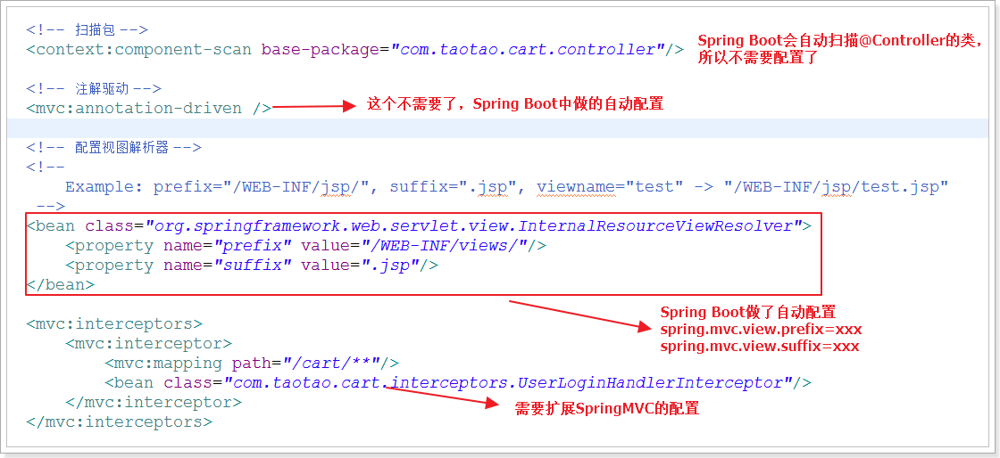 <!-- 扫描包 -->
<context:component-scan base-package="com.taotao.cart.controller"/>
Spring Boot会自动扫描@Controller的类，
所以不需要配置了
<!-- 注解驱动 -->
<mvc:annotation-driven />
这个不需要了，Spring Boot中做的自动配置
<!-- 配置视图解析器 -->
<!--
Example: prefix="/WEB-INF/jsp/", suffix=".jsp", viewname="test" -> "/WEB-INF/jsp/test.jsp"
-->
<bean class="org.springframework.web.servlet.view.InternalResourceViewResolver">
<property name="prefix" value="/WEB-INF/views/"/>
<property name="suffix" value=".jsp"/>
</bean>
Spring Boot做了自动配置
spring.mvc.view.prefix=xxx
spring.mvc.view.suffix=xxx
<mvc:interceptors>
<mvc:interceptor>
<mvc:mapping path="/cart/**"/>
<bean class="com.taotao.cart.interceptors.UserLoginHandlerInterceptor"/>
</mvc:interceptor>
</mvc:interceptors>
需要扩展SpringMVC的配置